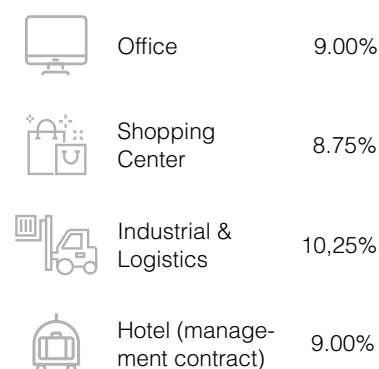 Office 9.00%
Shopping
Center 8.75%
Industrial &
Logistics 10,25%
Hotel (manage-
ment contract) 9.00%